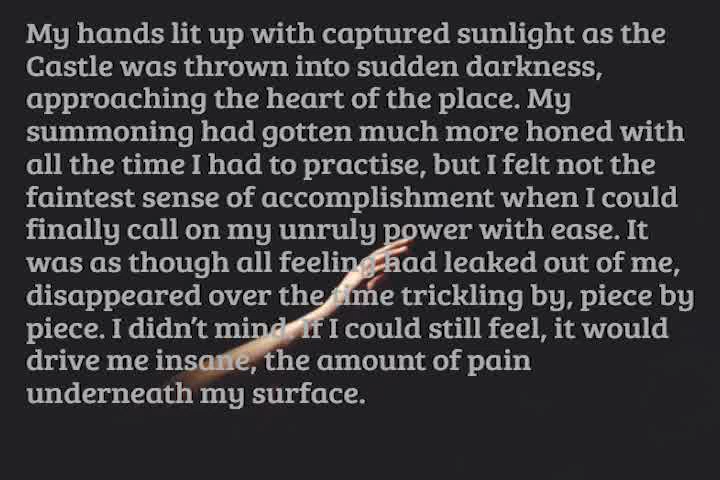 My hands lit up with captured sunlight as the
Castle was thrown into sudden darkness,
approaching the heart of the place. My
summoning had gotten much more honed with
all the time I had to practise, but I felt not the
faintest sense of accomplishment when I could
finally call on my unruly power with ease. It
was as though all feeling had leaked out of me,
disappeared over the time trickling by, piece by
piece. I didn't mind. If I could still feel, it would
drive me insane, the amount of pain
underneath my surface.